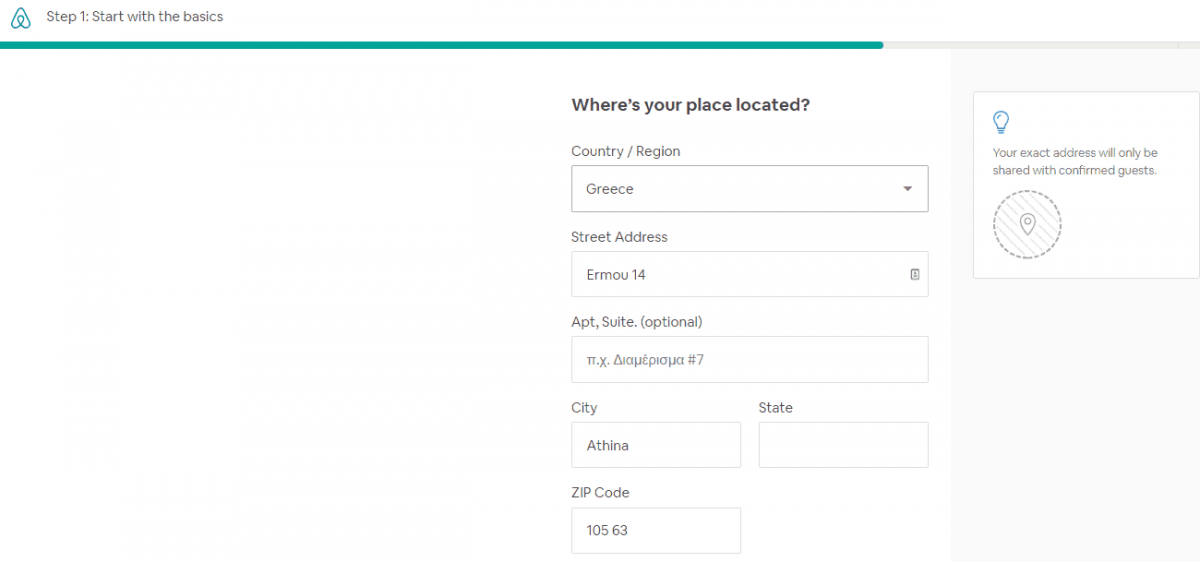 Step 1: Start with the basics
Where's your place located?
Country / Region
Greece
Street Address
Ermou 14
Apt, Suite. (optional)
π.χ. Διαμέρισμα #7
City
State
Athina
ZIP Code
105 63
Your exact address will only be
shared with confirmed guests.